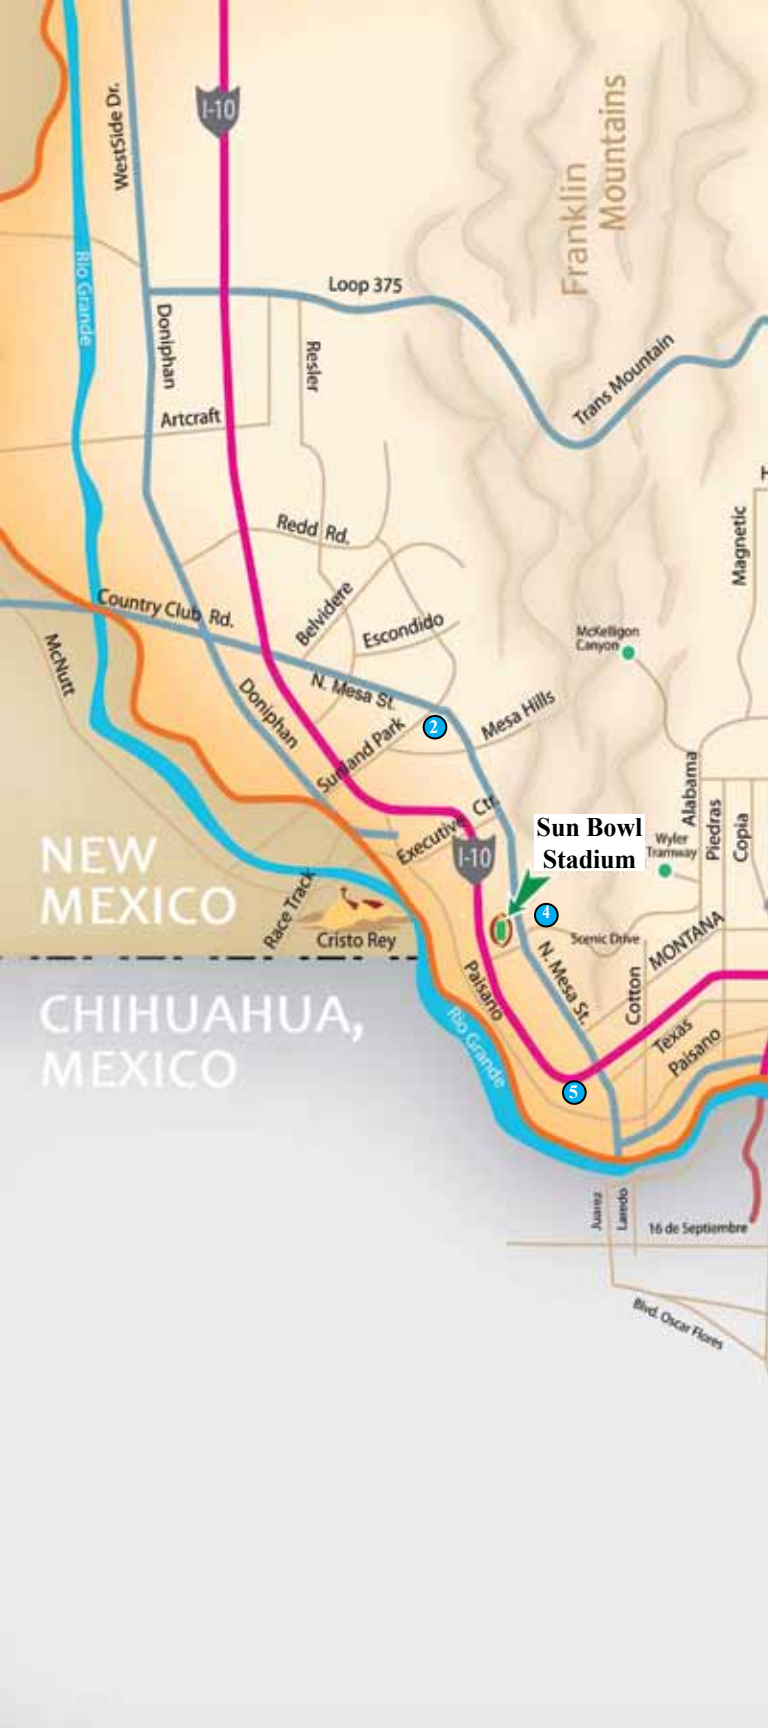 WestSide Dr.
I-10
Franklin
Mountains
Rio Grande
Loop 375
Doniphan
Resler
Trans Mountain
Artcraft
H
Magnetic
Redd Rd.
Country Club Rd.
Belvidere
Escondido
McKelligon
Canyon
McNutt
N. Mesa St.
Doniphan
Mesa Hills
2
Sunland Park
Alabama
Piedras
Copia
Executive Ctr.
Sun Bowl
Stadium
Wyler
Tramway
NEW
MEXICO
I-10
Race Track
4
Cristo Rey
Scenic Drive
MONTANA
N. Mesa St.
Paisano
Cotton
CHIHUAHUA,
MEXICO
Rio Grande
Texas
Paisano
5
Juarez
Laredo
16 de Septiembre
Blvd. Oscar Flores